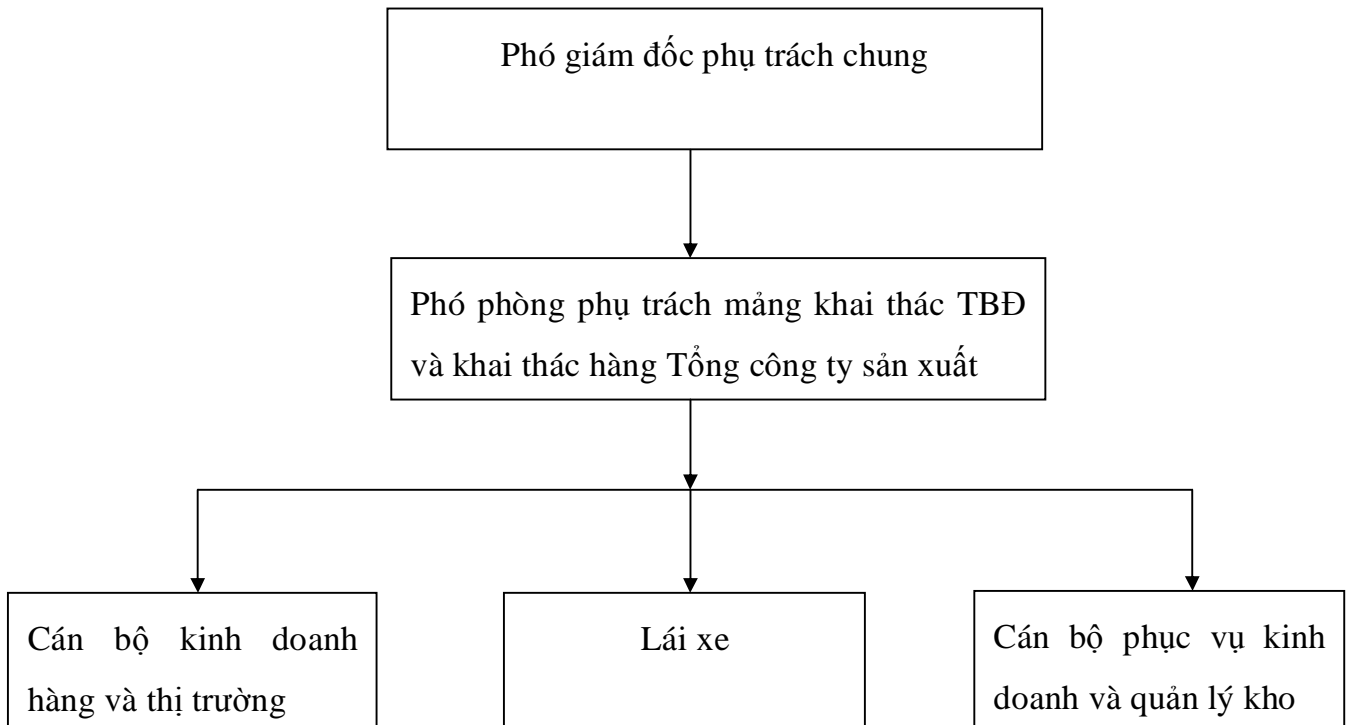 Phó giám đốc phụ trách chung
Phó phòng phụ trách mảng khai thác TBĐ
và khai thác hàng Tổng công ty sản xuất
Cán bộ kinh doanh
hàng và thị trường
Lái xe
Cán bộ phục vụ kinh
doanh và quản lý kho